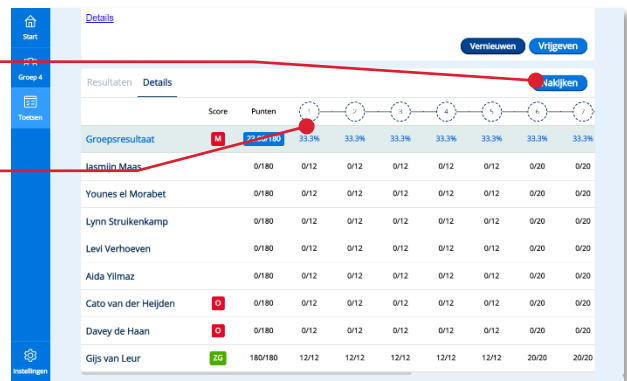 Details
Start
Vernieuwen Vrijgeven
Groep 4
Resultaten Details
Toetsen
Score Punten 1 2 3 4 5 6 7
Groepsresultaat M 33.3% 33.3% 33.3% 33.3% 33.3% 33.3% 33.3%
Jasmijn Maas 0/180 0/12 0/12 0/12 0/12 0/12 0/20 0/20
Younes el Morabet 0/180 0/12 0/12 0/12 0/12 0/12 0/20 0/20
Lynn Struikenkamp 0/180 0/12 0/12 0/12 0/12 0/12 0/20 0/20
Levi Verhoeven 0/180 0/12 0/12 0/12 0/12 0/12 0/20 0/20
Aida Yilmaz 0/180 0/12 0/12 0/12 0/12 0/12 0/20 0/20
Cato van der Heijden O 0/180 0/12 0/12 0/12 0/12 0/12 0/20 0/20
Davey de Haan O 0/180 0/12 0/12 0/12 0/12 0/12 0/20 0/20
Gijs van Leur ZG 180/180 12/12 12/12 12/12 12/12 12/12 20/20 20/20
Instellingen